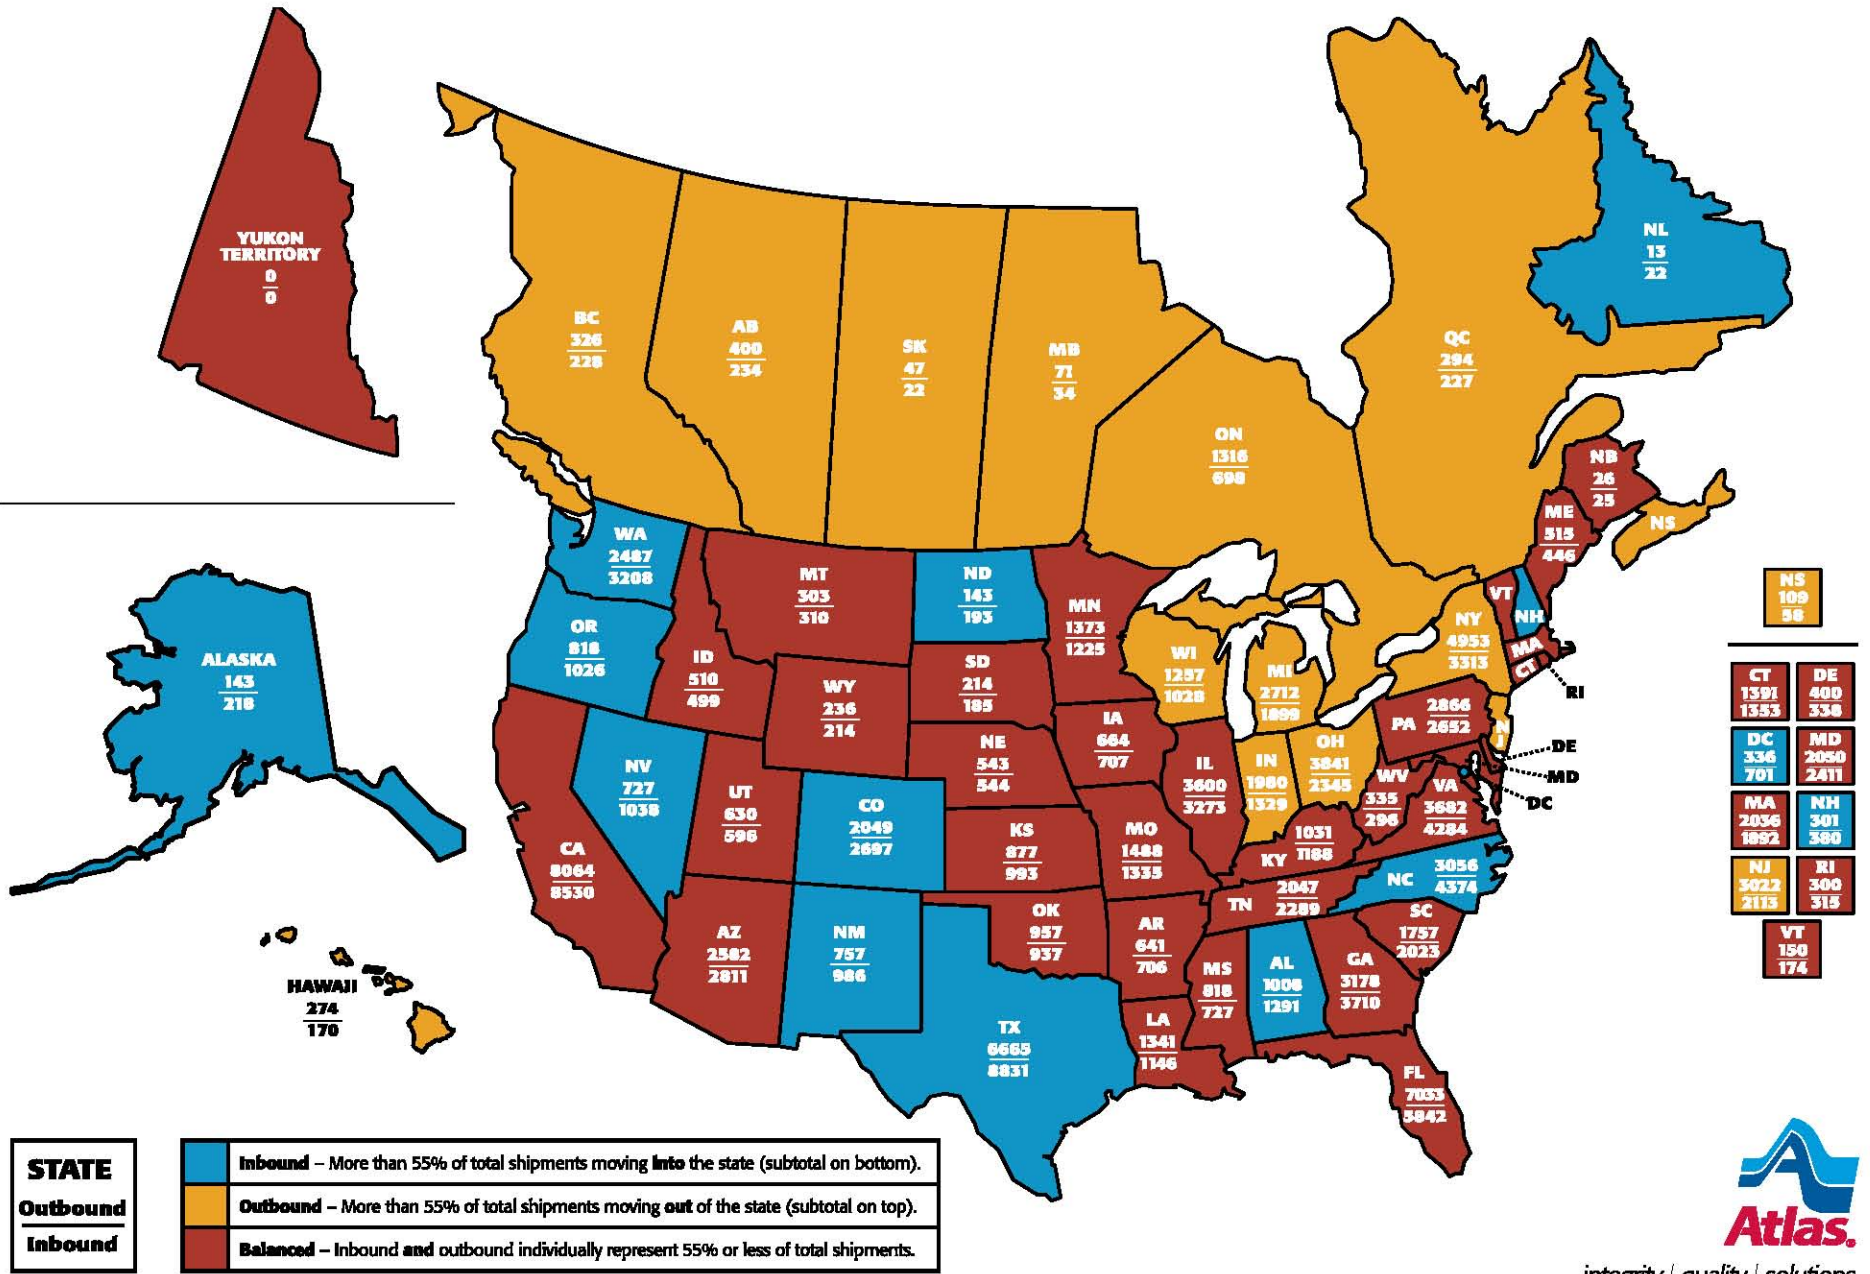 YUKON
TERRITORY
0
0
NL
13
22
BC
326
228
AB
400
234
SK
47
22
MB
71
34
QC
294
227
ON
1316
698
NB
26
25
NS
ME
515
446
WA
2487
3208
MT
303
310
ND
143
193
MN
1373
1225
VT
NH
NS
109
58
OR
818
1026
ID
510
499
SD
214
185
WI
1257
1028
MI
2712
1899
NY
4953
3313
MA
CT
RI
ALASKA
143
218
WY
236
214
CT
1391
1353
DE
400
338
IA
664
707
PA
2866
2652
NJ
DE
MD
DC
NE
543
544
NV
727
1038
UT
630
596
CO
2049
2697
IL
3600
3273
IN
1980
1329
OH
3841
2345
WV
335
296
VA
3682
4284
DC
336
701
MD
2050
2411
CA
8064
8530
KS
877
993
MO
1488
1335
KY
1031
1188
MA
2036
1892
NH
301
380
NC
3056
4374
TN
2047
2289
NJ
3022
2113
RI
300
315
AZ
2582
2811
NM
757
986
OK
957
937
AR
641
706
SC
1757
2023
VT
150
174
MS
818
727
AL
1008
1291
GA
3178
3710
HAWAII
274
170
TX
6665
8831
LA
1341
1146
FL
7033
5842
STATE
Outbound
Inbound
Inbound – More than 55% of total shipments moving into the state (subtotal on bottom).
Outbound – More than 55% of total shipments moving out of the state (subtotal on top).
Balanced – Inbound and outbound individually represent 55% or less of total shipments.
Atlas®
integrity | quality | solutions